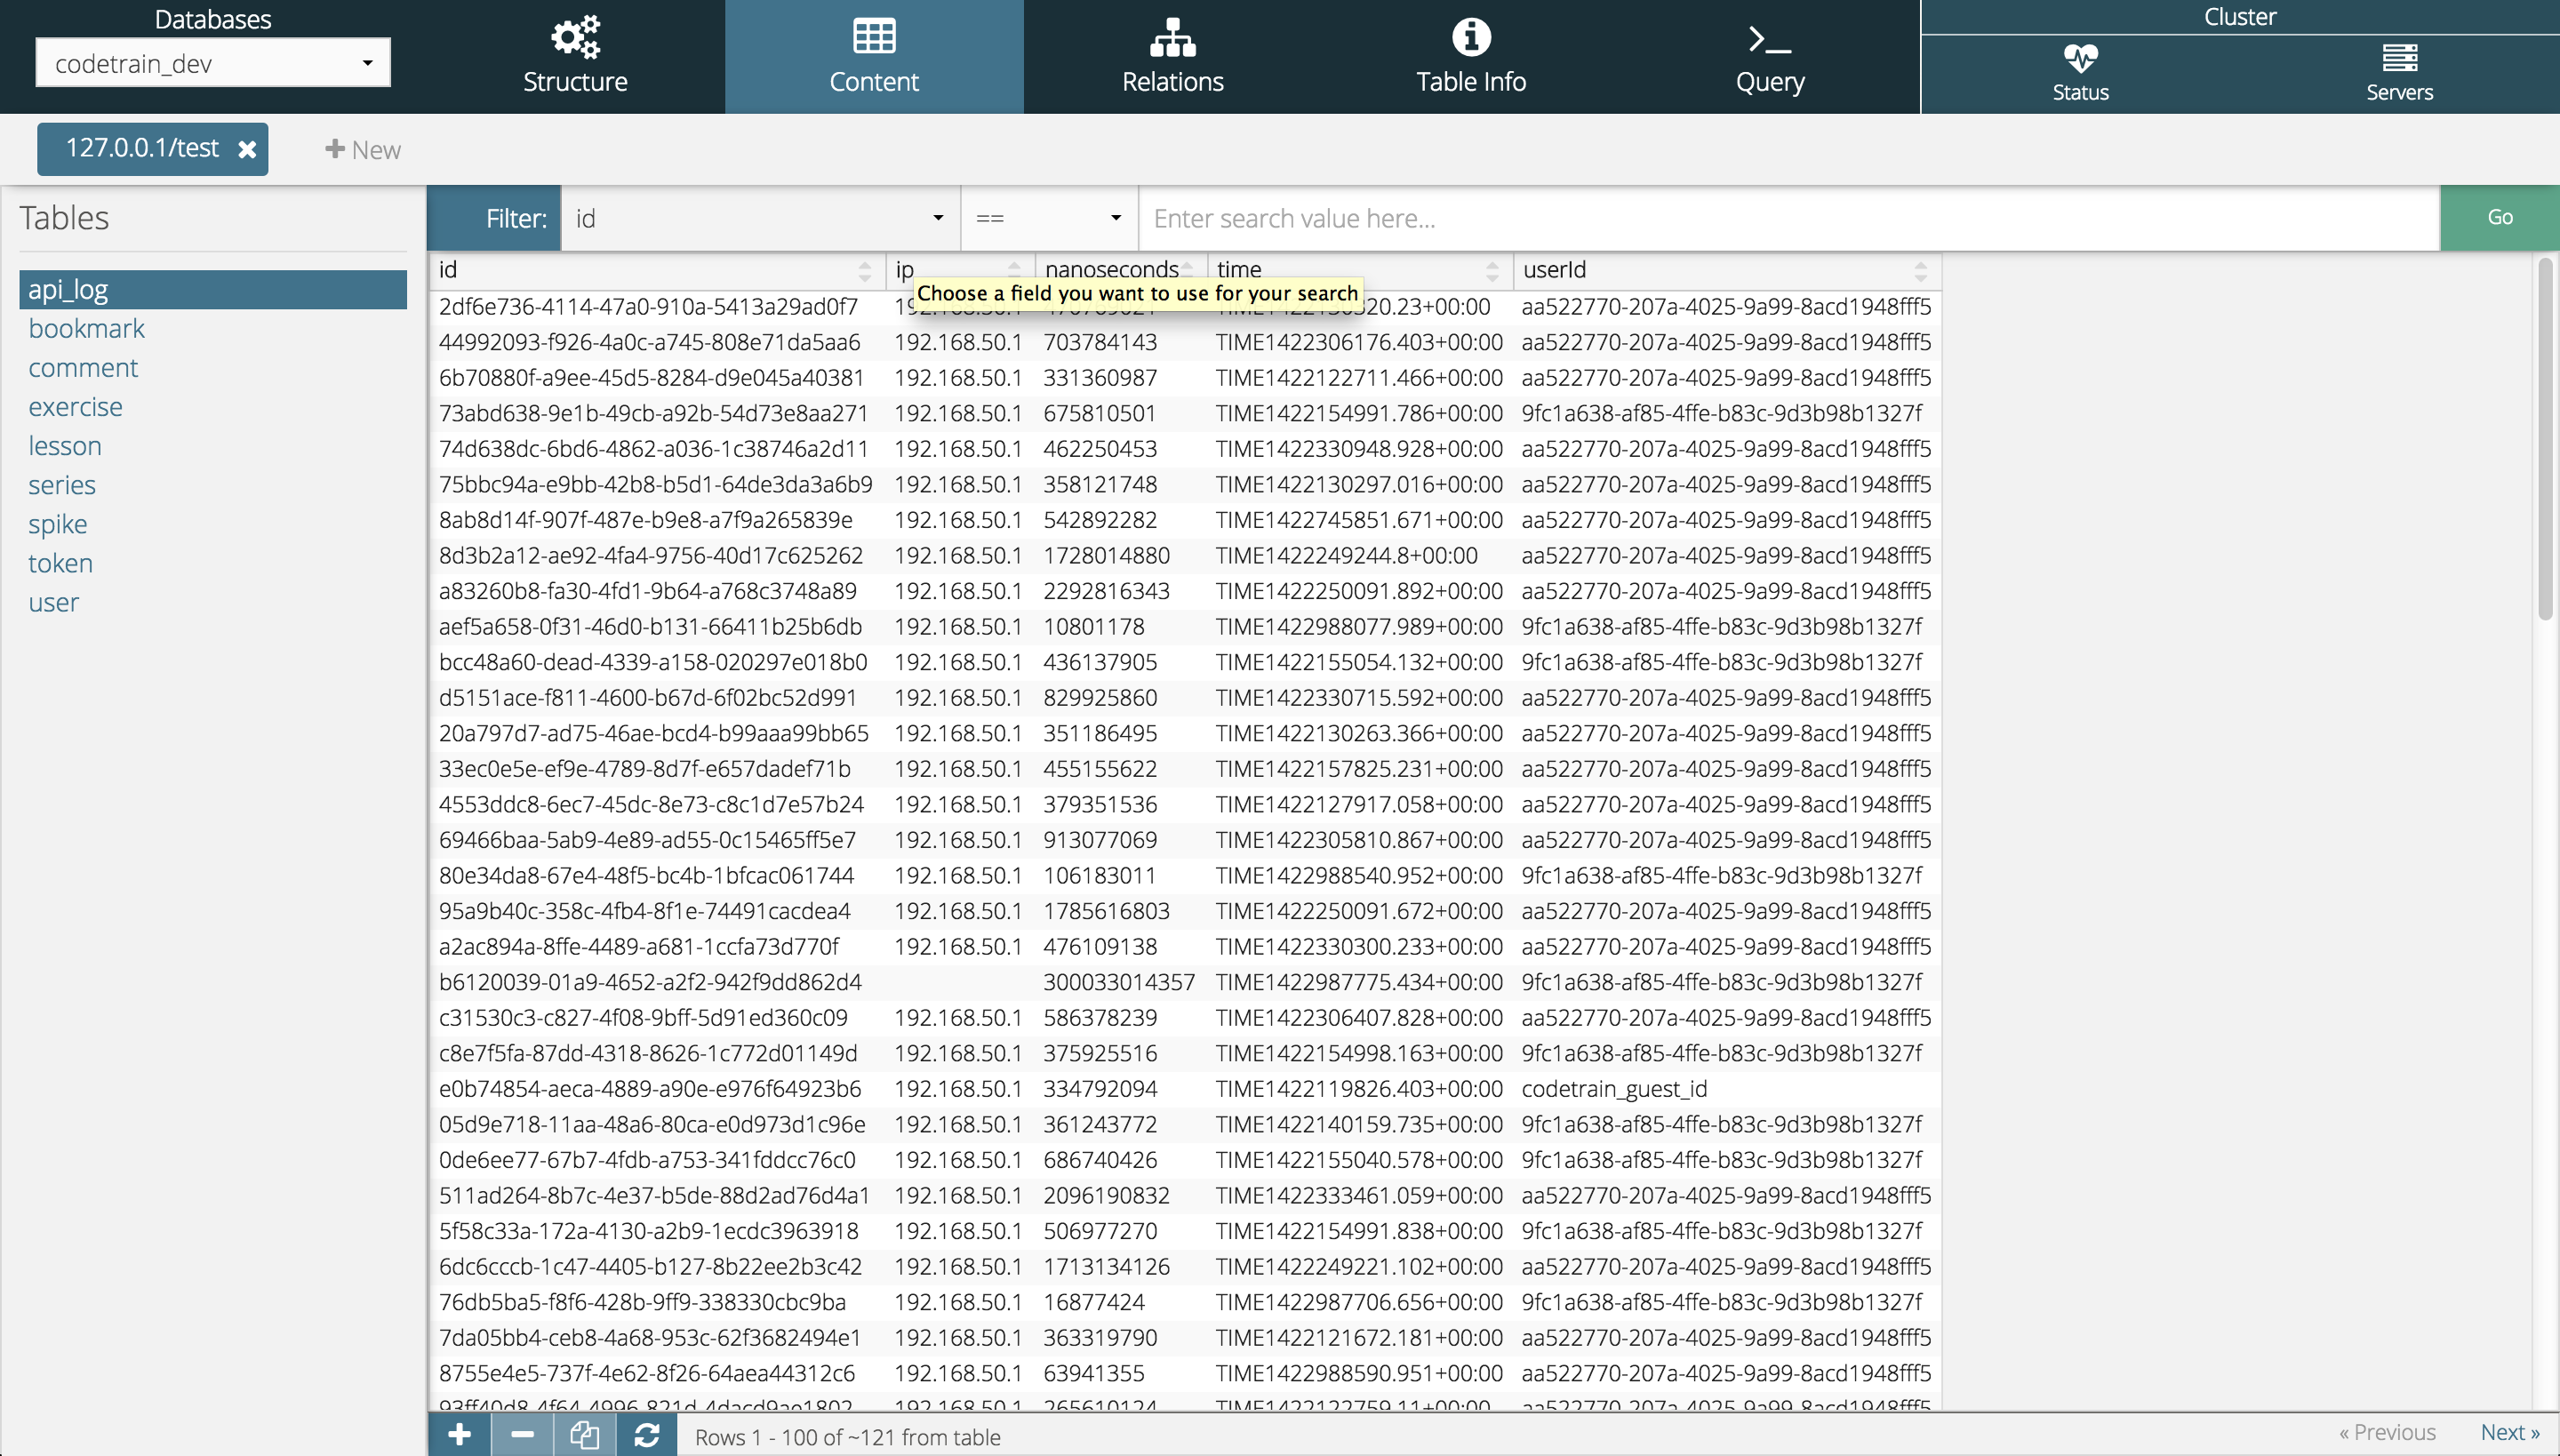 Databases
codetrain_dev
Structure
Content
Relations
Table Info
Query
Cluster
Status
Servers
127.0.0.1/test
New
Tables
api_log
bookmark
comment
exercise
lesson
series
spike
token
user
Filter: id == Enter search value here... Go
id ip nanoseconds time userId
Choose a field you want to use for your search
2df6e736-4114-47a0-910a-5413a29ad0f7 aa522770-207a-4025-9a99-8acd1948fff5
44992093-f926-4a0c-a745-808e71da5aa6 192.168.50.1 703784143 TIME1422306176.403+00:00 aa522770-207a-4025-9a99-8acd1948fff5
6b70880f-a9ee-45d5-8284-d9e045a40381 192.168.50.1 331360987 TIME1422122711.466+00:00 aa522770-207a-4025-9a99-8acd1948fff5
73abd638-9e1b-49cb-a92b-54d73e8aa271 192.168.50.1 675810501 TIME1422154991.786+00:00 9fc1a638-af85-4ffe-b83c-9d3b98b1327f
74d638dc-6bd6-4862-a036-1c38746a2d11 192.168.50.1 462250453 TIME1422330948.928+00:00 aa522770-207a-4025-9a99-8acd1948fff5
75bbc94a-e9bb-42b8-b5d1-64de3da3a6b9 192.168.50.1 358121748 TIME1422130297.016+00:00 aa522770-207a-4025-9a99-8acd1948fff5
8ab8d14f-907f-487e-b9e8-a7f9a265839e 192.168.50.1 542892282 TIME1422745851.671+00:00 aa522770-207a-4025-9a99-8acd1948fff5
8d3b2a12-ae92-4fa4-9756-40d17c625262 192.168.50.1 1728014880 TIME1422249244.8+00:00 aa522770-207a-4025-9a99-8acd1948fff5
a83260b8-fa30-4fd1-9b64-a768c3748a89 192.168.50.1 2292816343 TIME1422250091.892+00:00 aa522770-207a-4025-9a99-8acd1948fff5
aef5a658-0f31-46d0-b131-66411b25b6db 192.168.50.1 10801178 TIME1422988077.989+00:00 9fc1a638-af85-4ffe-b83c-9d3b98b1327f
bcc48a60-dead-4339-a158-020297e018b0 192.168.50.1 436137905 TIME1422155054.132+00:00 9fc1a638-af85-4ffe-b83c-9d3b98b1327f
d5151ace-f811-4600-b67d-6f02bc52d991 192.168.50.1 829925860 TIME1422330715.592+00:00 aa522770-207a-4025-9a99-8acd1948fff5
20a797d7-ad75-46ae-bcd4-b99aaa99bb65 192.168.50.1 351186495 TIME1422130263.366+00:00 aa522770-207a-4025-9a99-8acd1948fff5
33ec0e5e-ef9e-4789-8d7f-e657dadef71b 192.168.50.1 455155622 TIME1422157825.231+00:00 aa522770-207a-4025-9a99-8acd1948fff5
4553ddc8-6ec7-45dc-8e73-c8c1d7e57b24 192.168.50.1 379351536 TIME1422127917.058+00:00 aa522770-207a-4025-9a99-8acd1948fff5
69466baa-5ab9-4e89-ad55-0c15465ff5e7 192.168.50.1 913077069 TIME1422305810.867+00:00 aa522770-207a-4025-9a99-8acd1948fff5
80e34da8-67e4-48f5-bc4b-1bfcac061744 192.168.50.1 106183011 TIME1422988540.952+00:00 9fc1a638-af85-4ffe-b83c-9d3b98b1327f
95a9b40c-358c-4fb4-8f1e-74491cacdea4 192.168.50.1 1785616803 TIME1422250091.672+00:00 aa522770-207a-4025-9a99-8acd1948fff5
a2ac894a-8ffe-4489-a681-1ccfa73d770f 192.168.50.1 476109138 TIME1422330300.233+00:00 aa522770-207a-4025-9a99-8acd1948fff5
b6120039-01a9-4652-a2f2-942f9dd862d4 300033014357 TIME1422987775.434+00:00 9fc1a638-af85-4ffe-b83c-9d3b98b1327f
c31530c3-c827-4f08-9bff-5d91ed360c09 192.168.50.1 586378239 TIME1422306407.828+00:00 aa522770-207a-4025-9a99-8acd1948fff5
c8e7f5fa-87dd-4318-8626-1c772d01149d 192.168.50.1 375925516 TIME1422154998.163+00:00 9fc1a638-af85-4ffe-b83c-9d3b98b1327f
e0b74854-aeca-4889-a90e-e976f64923b6 192.168.50.1 334792094 TIME1422119826.403+00:00 codetrain_guest_id
05d9e718-11aa-48a6-80ca-e0d973d1c96e 192.168.50.1 361243772 TIME1422140159.735+00:00 9fc1a638-af85-4ffe-b83c-9d3b98b1327f
0de6ee77-67b7-4fdb-a753-341fddcc76c0 192.168.50.1 686740426 TIME1422155040.578+00:00 9fc1a638-af85-4ffe-b83c-9d3b98b1327f
511ad264-8b7c-4e37-b5de-88d2ad76d4a1 192.168.50.1 2096190832 TIME1422333461.059+00:00 aa522770-207a-4025-9a99-8acd1948fff5
5f58c33a-172a-4130-a2b9-1ecdc3963918 192.168.50.1 506977270 TIME1422154991.838+00:00 9fc1a638-af85-4ffe-b83c-9d3b98b1327f
6dc6cccb-1c47-4405-b127-8b22ee2b3c42 192.168.50.1 1713134126 TIME1422249221.102+00:00 aa522770-207a-4025-9a99-8acd1948fff5
76db5ba5-f8f6-428b-9ff9-338330cbc9ba 192.168.50.1 16877424 TIME1422987706.656+00:00 9fc1a638-af85-4ffe-b83c-9d3b98b1327f
7da05bb4-ceb8-4a68-953c-62f3682494e1 192.168.50.1 363319790 TIME1422121672.181+00:00 aa522770-207a-4025-9a99-8acd1948fff5
8755e4e5-737f-4e62-8f26-64aea44312c6 192.168.50.1 63941355 TIME1422988590.951+00:00 aa522770-207a-4025-9a99-8acd1948fff5
Rows 1 - 100 of ~121 from table
« Previous Next »